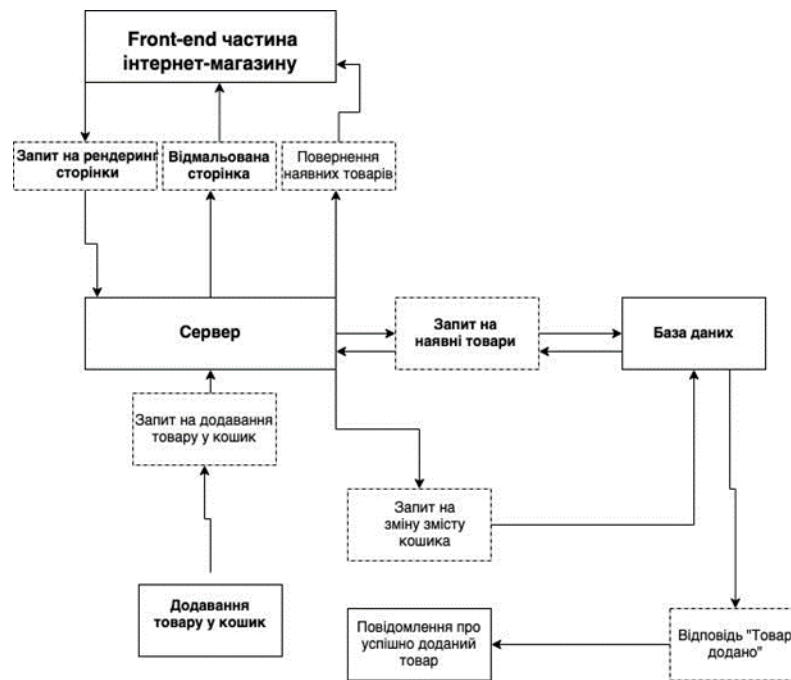 Front-end частина
інтернет-магазину
Запит на рендеринг
сторінки
Відмальована
сторінка
Повернення
наявних товарів
Сервер
Запит на
наявні товари
База даних
Запит на додавання
товару у кошик
Запит на
зміну змісту
кошика
Додавання
товару у кошик
Повідомлення про
успішно доданий
товар
Відповідь "Товар
додано"